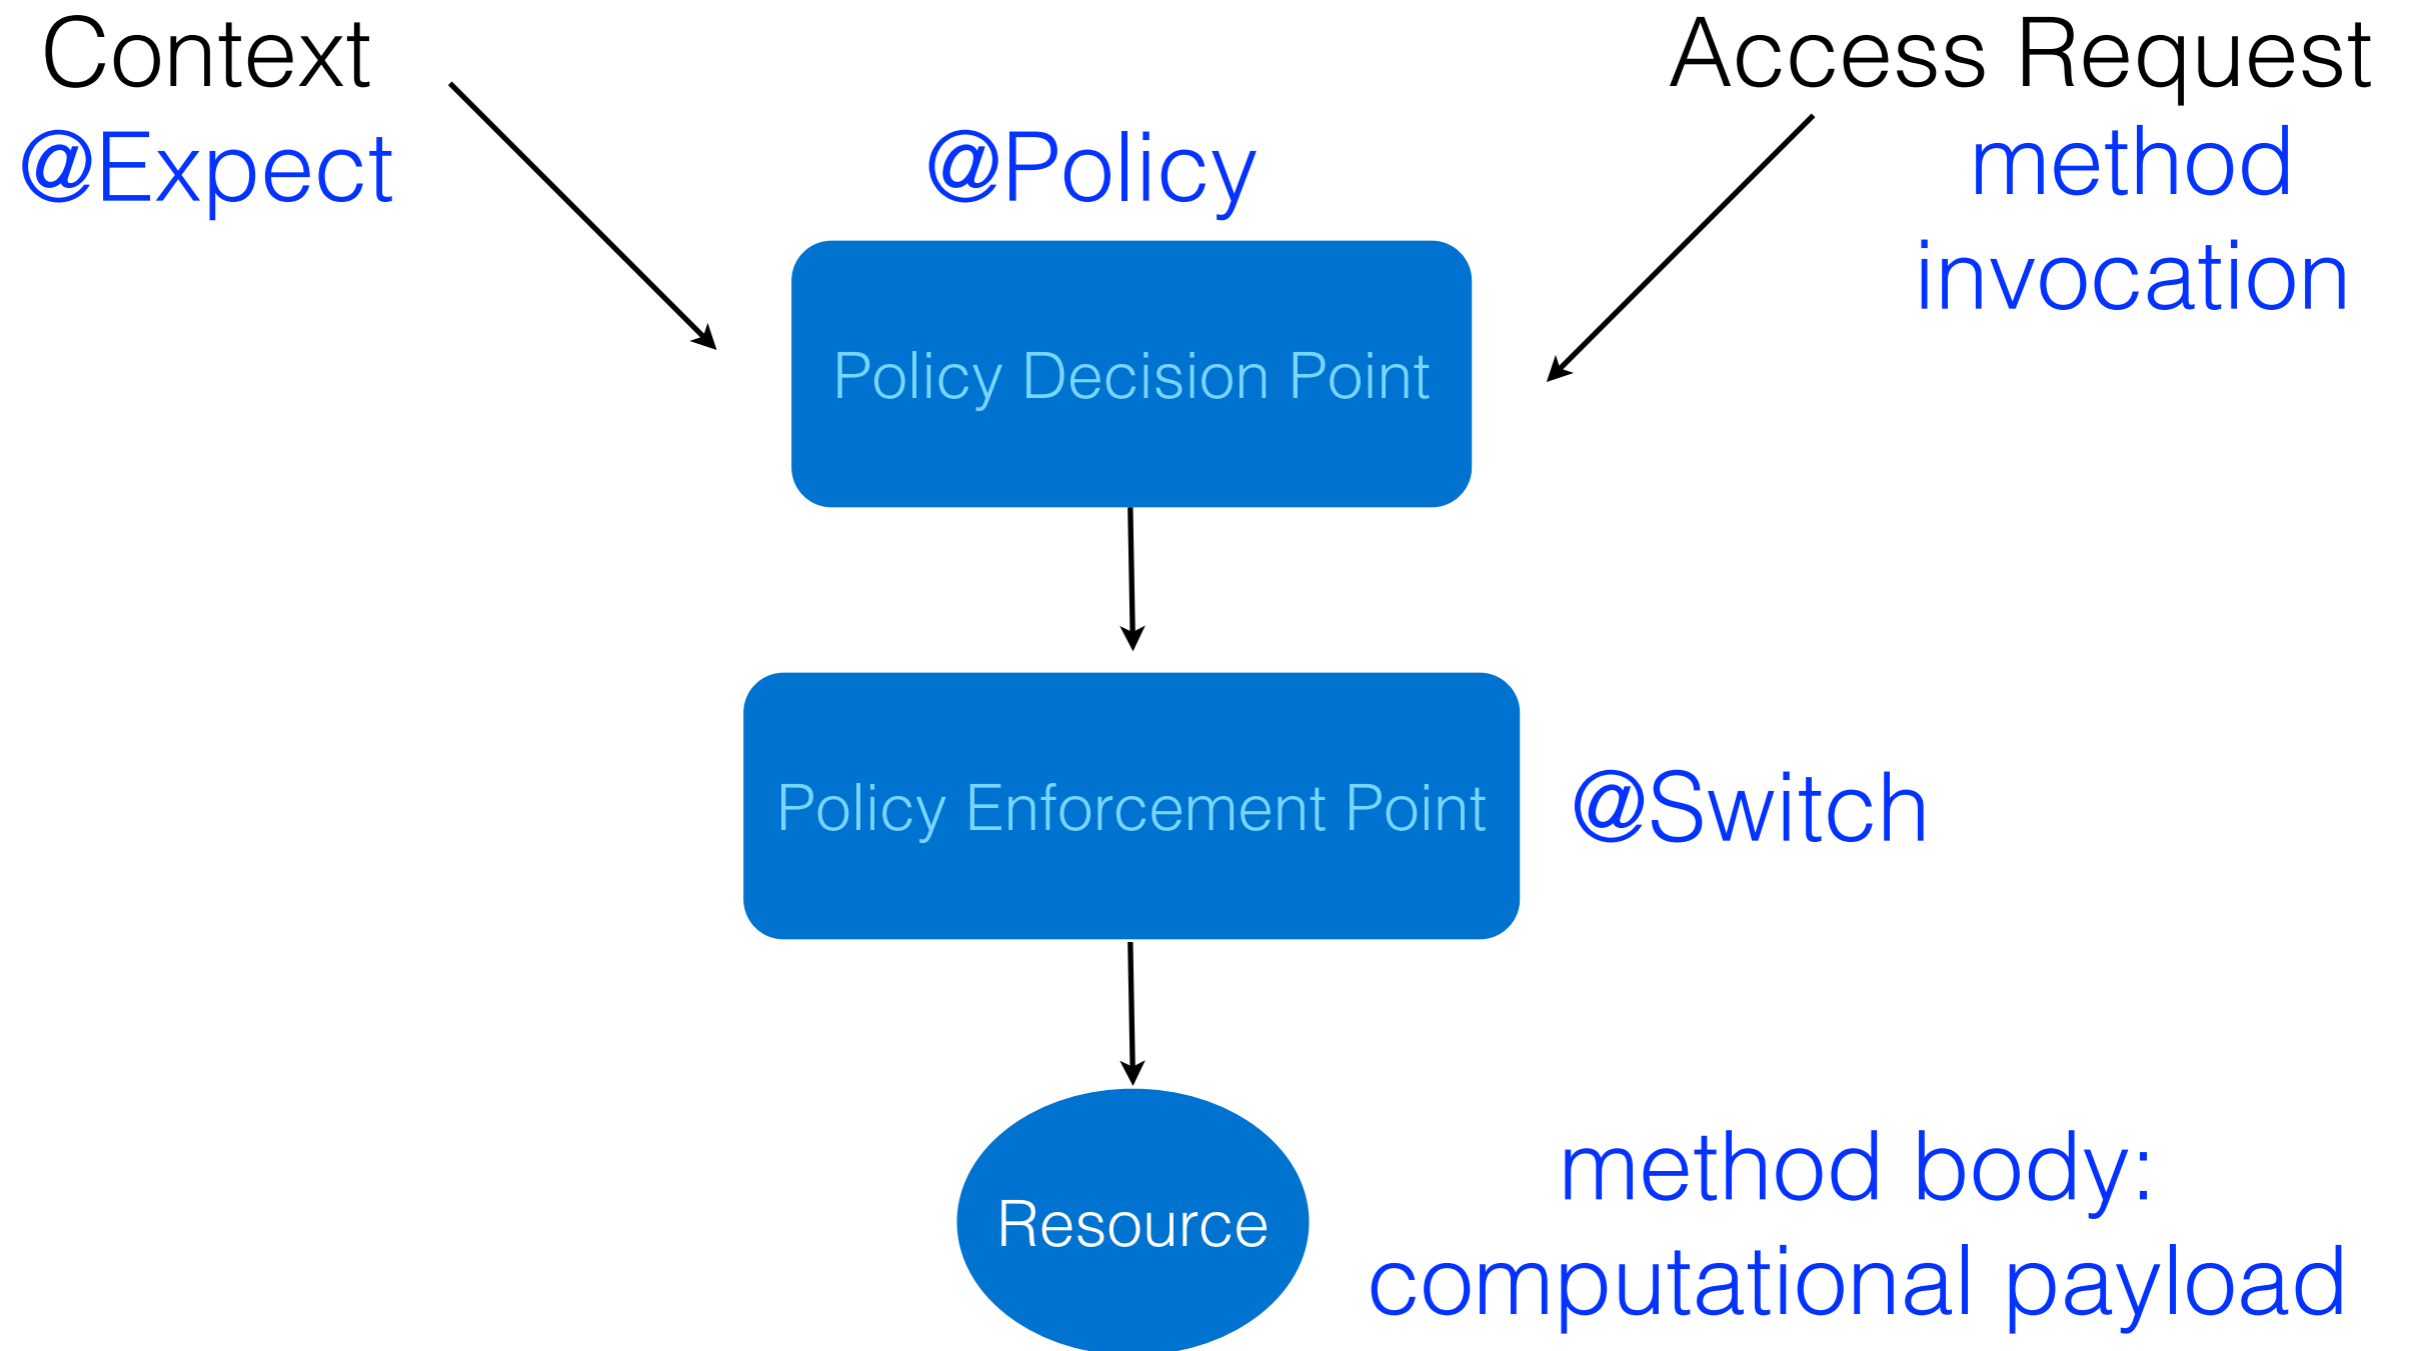 Context
@Expect
@Policy
Access Request
method
invocation
Policy Decision Point
Policy Enforcement Point
@Switch
Resource
method body:
computational payload